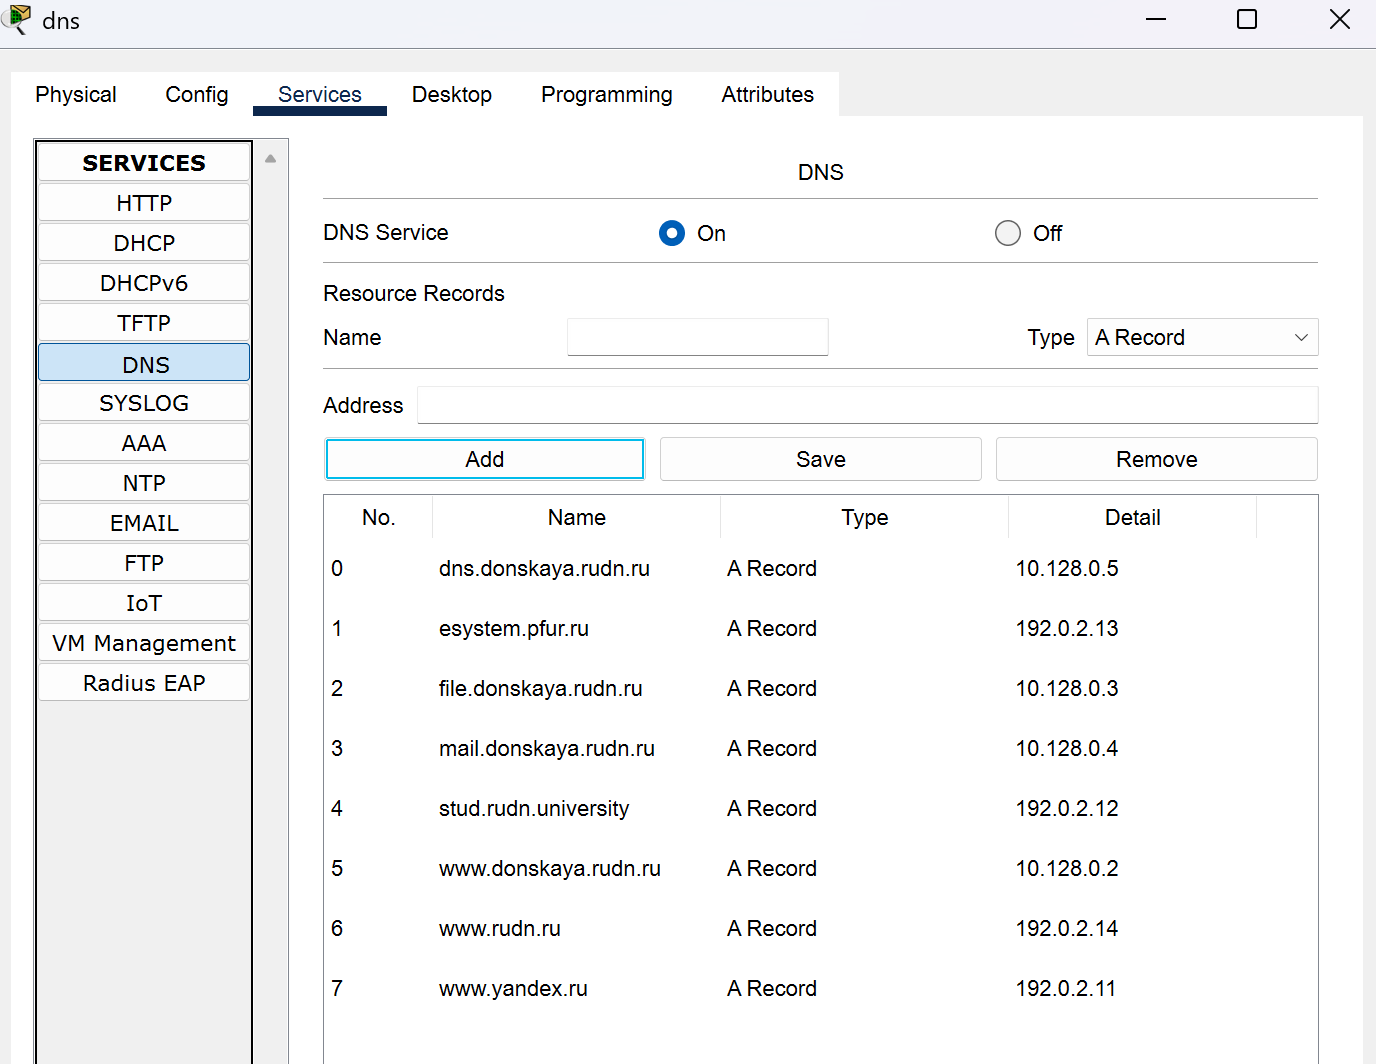 dns
Physical Config Services Desktop Programming Attributes
SERVICES
HTTP
DHCP
DHCPv6
TFTP
DNS
SYSLOG
AAA
NTP
EMAIL
FTP
IoT
VM Management
Radius EAP
DNS
DNS Service On Off
Resource Records
Name Type A Record
Address
Add Save Remove
No. Name Type Detail
0 dns.donskaya.rudn.ru A Record 10.128.0.5
1 esystem.pfur.ru A Record 192.0.2.13
2 file.donskaya.rudn.ru A Record 10.128.0.3
3 mail.donskaya.rudn.ru A Record 10.128.0.4
4 stud.rudn.university A Record 192.0.2.12
5 www.donskaya.rudn.ru A Record 10.128.0.2
6 www.rudn.ru A Record 192.0.2.14
7 www.yandex.ru A Record 192.0.2.11